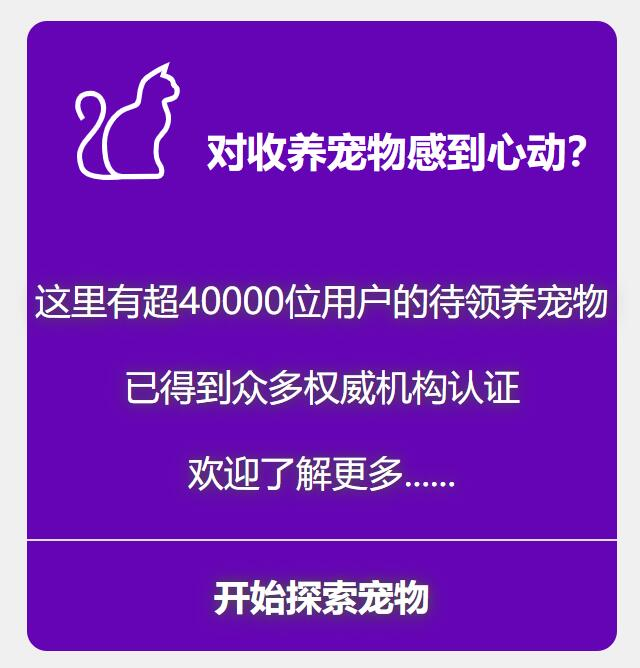 对收养宠物感到心动？
这里有超40000位用户的待领养宠物
已得到众多权威机构认证
欢迎了解更多......
开始探索宠物